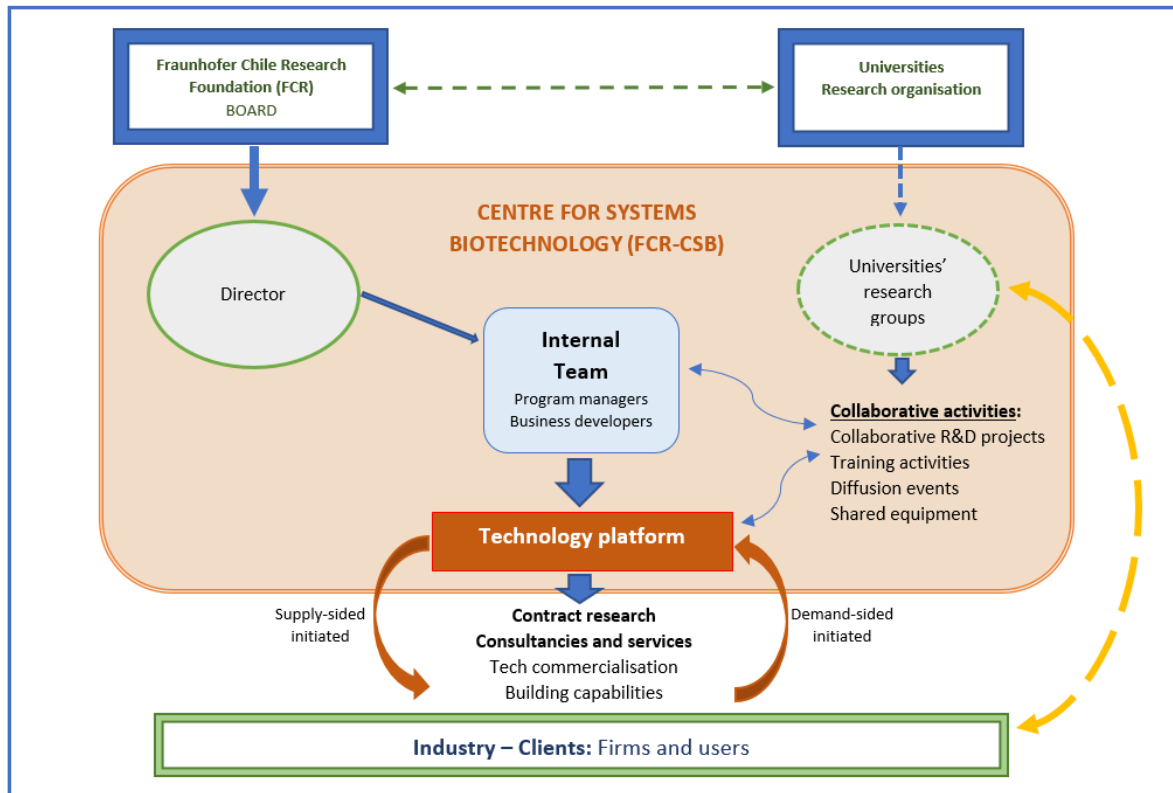 Fraunhofer Chile Research
Foundation (FCR)
BOARD
Universities
Research organisation
CENTRE FOR SYSTEMS
BIOTECHNOLOGY (FCR-CSB)
Director
Universities’
research
groups
Internal
Team
Program managers
Business developers
Collaborative activities:
Collaborative R&D projects
Training activities
Diffusion events
Shared equipment
Technology platform
Supply-sided
initiated
Contract research
Consultancies and services
Tech commercialisation
Building capabilities
Demand-sided
initiated
Industry – Clients: Firms and users